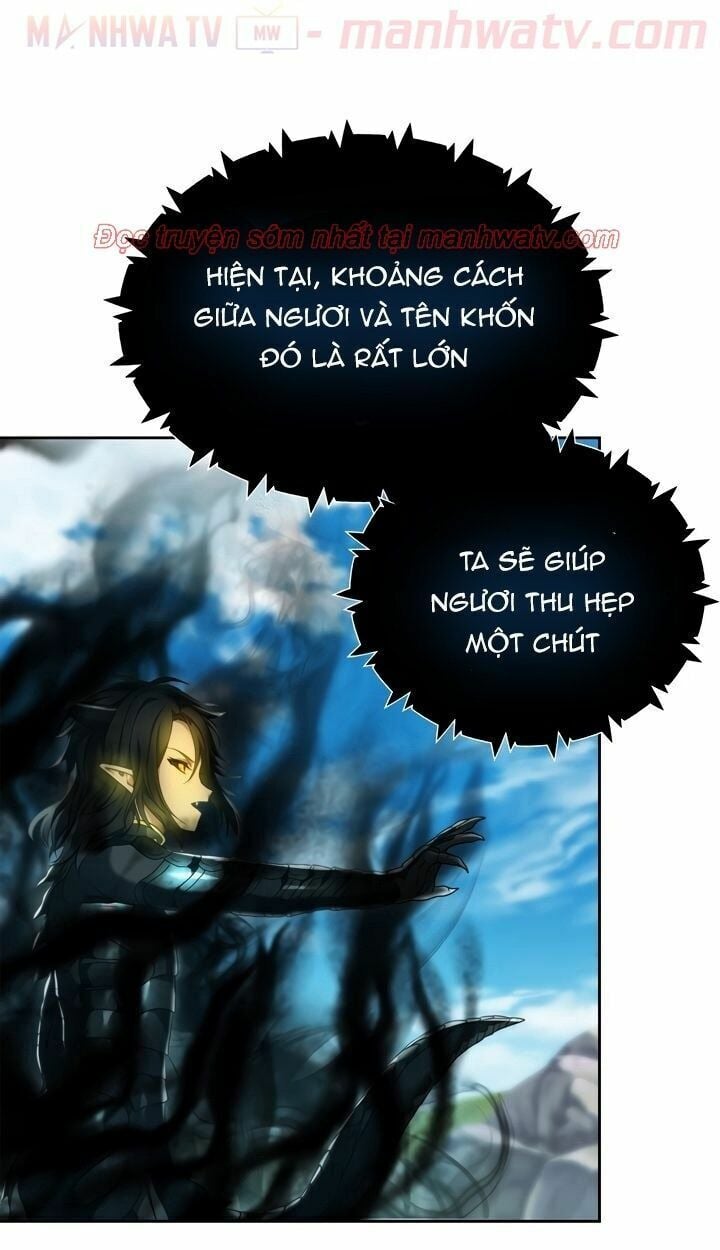 MANHWATV MW - manhwatv.com
Đọc truyện sớm nhất tại manhwatv.com
HIỆN TẠI, KHOẢNG CÁCH
GIỮA NGƯƠI VÀ TÊN KHỐN
ĐÓ LÀ RẤT LỚN
TA SẼ GIÚP
NGƯƠI THU HẸP
MỘT CHÚT